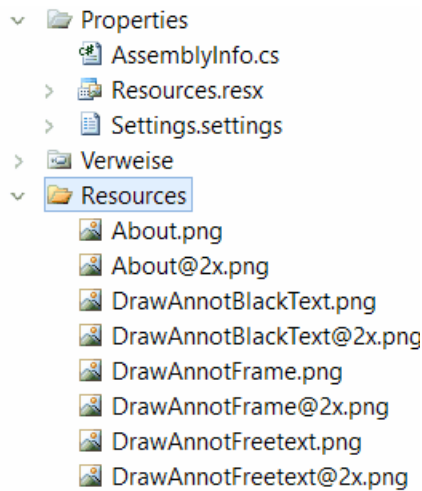 Properties
AssemblyInfo.cs
Resources.resx
Settings.settings
Verweise
Resources
About.png
About@2x.png
DrawAnnotBlackText.png
DrawAnnotBlackText@2x.png
DrawAnnotFrame.png
DrawAnnotFrame@2x.png
DrawAnnotFreetext.png
DrawAnnotFreetext@2x.png